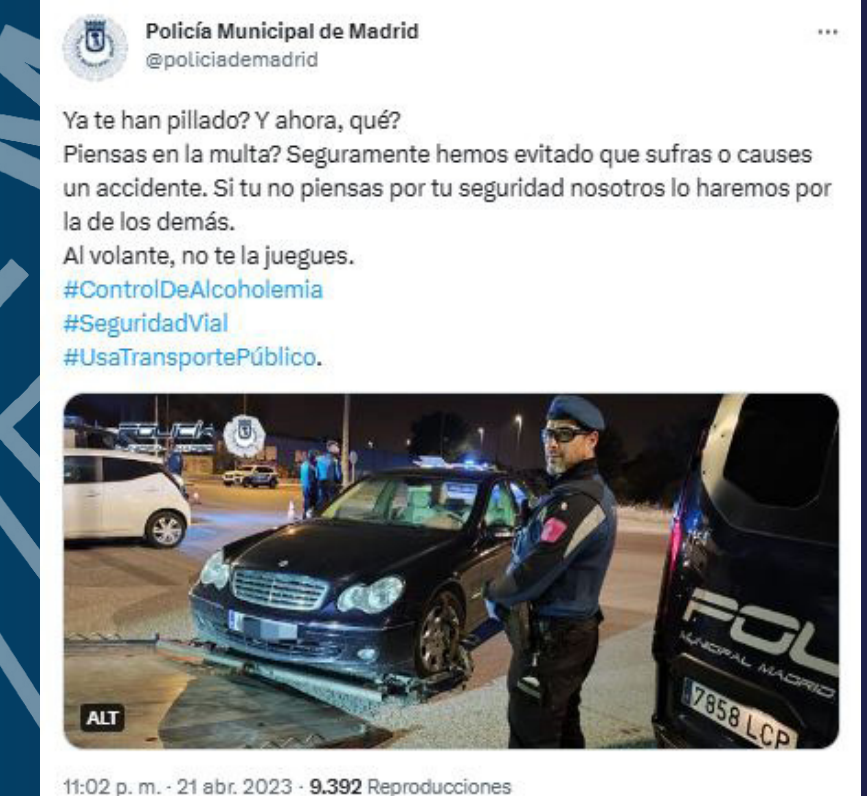 Policía Municipal de Madrid
@policiademadrid
Ya te han pillado? Y ahora, qué?
Piensas en la multa? Seguramente hemos evitado que sufras o causes
un accidente. Si tu no piensas por tu seguridad nosotros lo haremos por
la de los demás.
Al volante, no te la juegues.
#ControlDeAlcoholemia
#SeguridadVial
#UsaTransportePúblico.
POLICÍA
POL
MUNICIPAL MADRID
7858 LCP
ALT
11:02 p. m. · 21 abr. 2023 · 9.392 Reproducciones